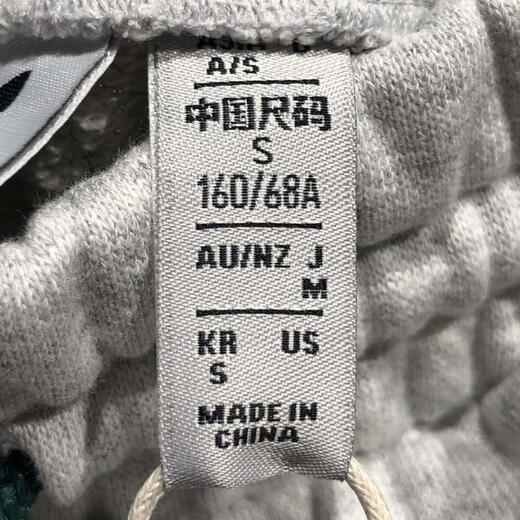 A/S
中国尺码
S
160/68A
AU/NZ J
M
KR US
S
MADE IN
CHINA